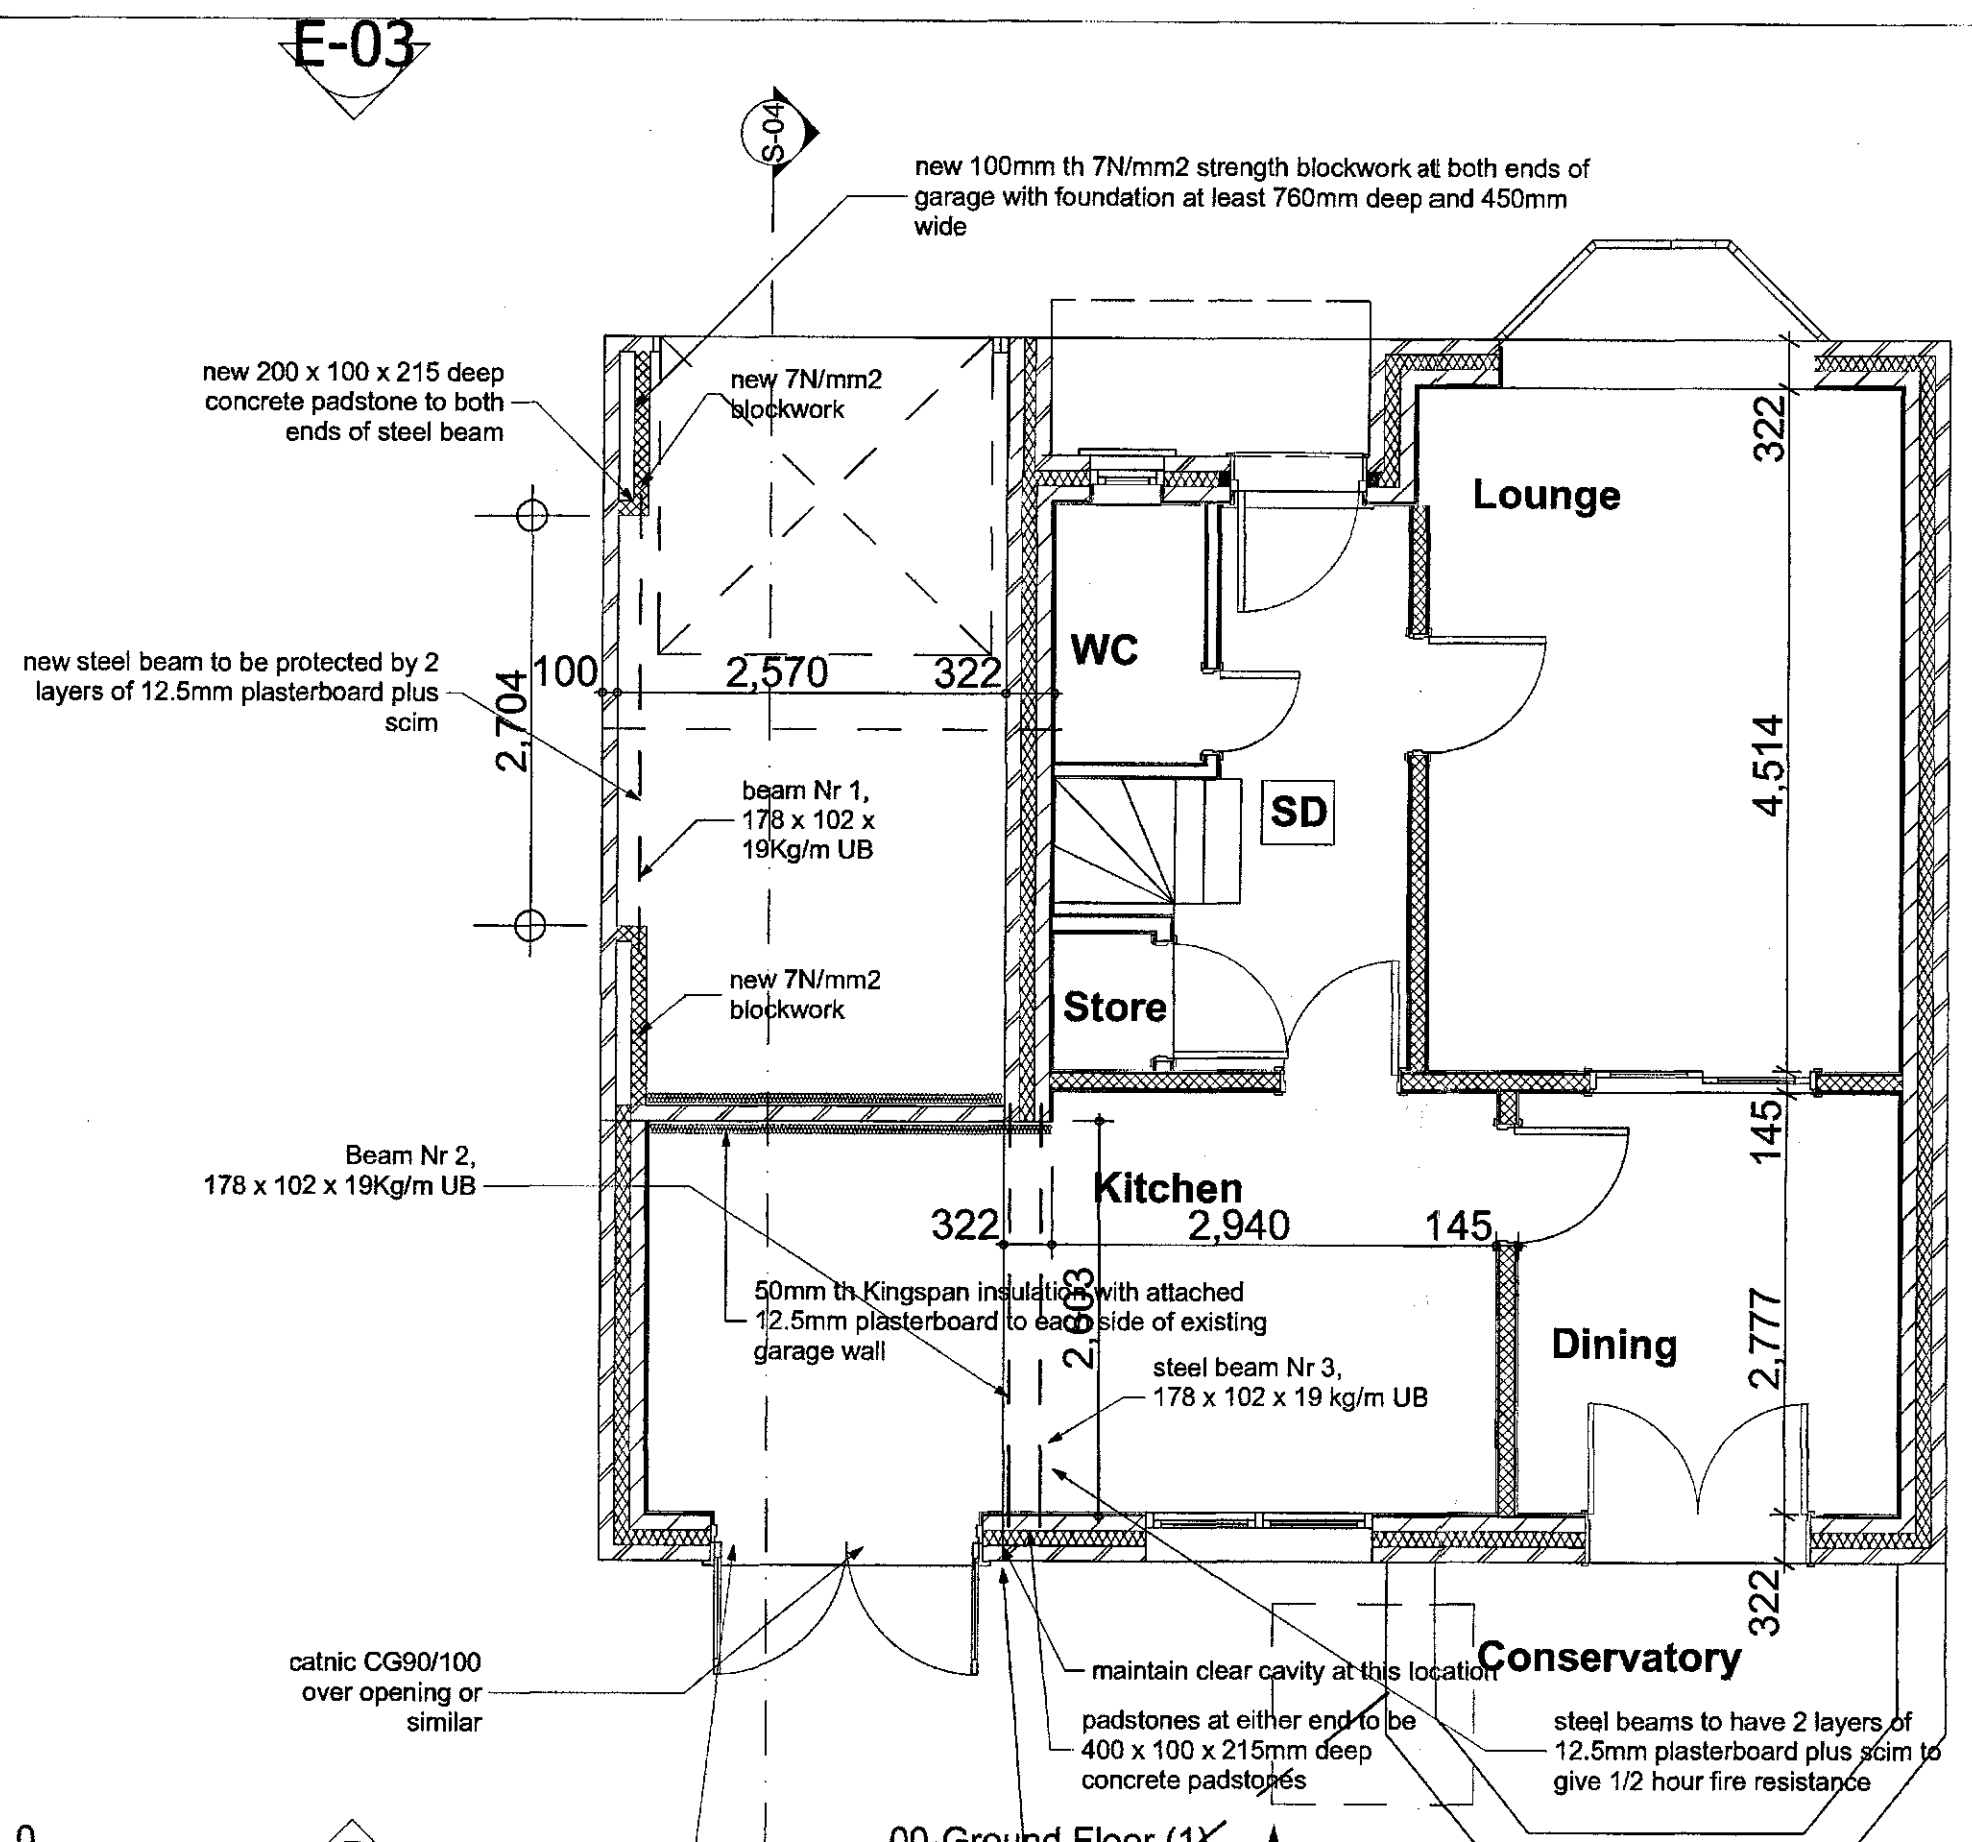 E-03
S-04
new 100mm th 7N/mm2 strength blockwork at both ends of
garage with foundation at least 760mm deep and 450mm
wide
new 200 x 100 x 215 deep
concrete padstone to both
ends of steel beam
new 7N/mm2
blockwork
322
Lounge
WC
new steel beam to be protected by 2
layers of 12.5mm plasterboard plus
scim
100
2,570
322
2,704
4,514
beam Nr 1,
178 x 102 x
19Kg/m UB
SD
new 7N/mm2
blockwork
Store
145
Beam Nr 2,
178 x 102 x 19Kg/m UB
Kitchen
322
2,940
145
50mm th Kingspan insulation with attached
12.5mm plasterboard to each side of existing
garage wall
2,603
2,777
Dining
steel beam Nr 3,
178 x 102 x 19 kg/m UB
322
catnic CG90/100
over opening or
similar
maintain clear cavity at this location
Conservatory
padstones at either end to be
400 x 100 x 215mm deep
concrete padstones
steel beams to have 2 layers of
12.5mm plasterboard plus scim to
give 1/2 hour fire resistance
00-Ground Floor (1)